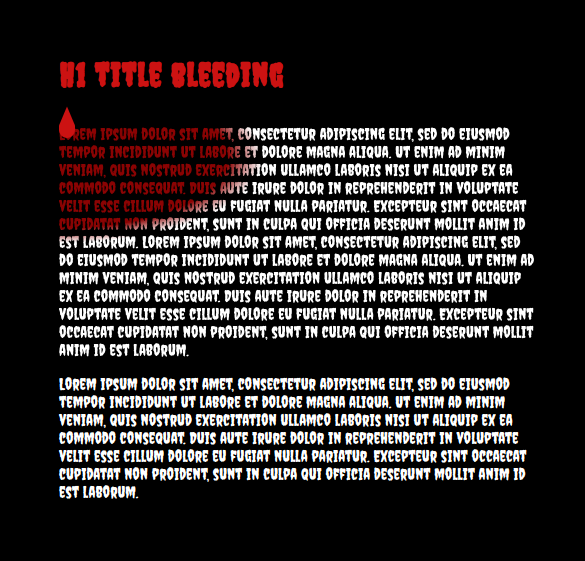 H1 TITLE BLEEDING
LOREM IPSUM DOLOR SIT AMET, CONSECTETUR ADIPISCING ELIT, SED DO EIUSMOD
TEMPOR INCIDIDUNT UT LABORE ET DOLORE MAGNA ALIQUA. UT ENIM AD MINIM
VENIAM, QUIS NOSTRUD EXERCITATION ULLAMCO LABORIS NISI UT ALIQUIP EX EA
COMMODO CONSEQUAT. DUIS AUTE IRURE DOLOR IN REPREHENDERIT IN VOLUPTATE
VELIT ESSE CILLUM DOLORE EU FUGIAT NULLA PARIATUR. EXCEPTEUR SINT OCCAECAT
CUPIDATAT NON PROIDENT, SUNT IN CULPA QUI OFFICIA DESERUNT MOLLIT ANIM ID
EST LABORUM. LOREM IPSUM DOLOR SIT AMET, CONSECTETUR ADIPISCING ELIT, SED
DO EIUSMOD TEMPOR INCIDIDUNT UT LABORE ET DOLORE MAGNA ALIQUA. UT ENIM AD
MINIM VENIAM, QUIS NOSTRUD EXERCITATION ULLAMCO LABORIS NISI UT ALIQUIP
EX EA COMMODO CONSEQUAT. DUIS AUTE IRURE DOLOR IN REPREHENDERIT IN
VOLUPTATE VELIT ESSE CILLUM DOLORE EU FUGIAT NULLA PARIATUR. EXCEPTEUR SINT
OCCAECAT CUPIDATAT NON PROIDENT, SUNT IN CULPA QUI OFFICIA DESERUNT MOLLIT
ANIM ID EST LABORUM.
LOREM IPSUM DOLOR SIT AMET, CONSECTETUR ADIPISCING ELIT, SED DO EIUSMOD
TEMPOR INCIDIDUNT UT LABORE ET DOLORE MAGNA ALIQUA. UT ENIM AD MINIM
VENIAM, QUIS NOSTRUD EXERCITATION ULLAMCO LABORIS NISI UT ALIQUIP EX EA
COMMODO CONSEQUAT. DUIS AUTE IRURE DOLOR IN REPREHENDERIT IN VOLUPTATE
VELIT ESSE CILLUM DOLORE EU FUGIAT NULLA PARIATUR. EXCEPTEUR SINT OCCAECAT
CUPIDATAT NON PROIDENT, SUNT IN CULPA QUI OFFICIA DESERUNT MOLLIT ANIM ID
EST LABORUM.